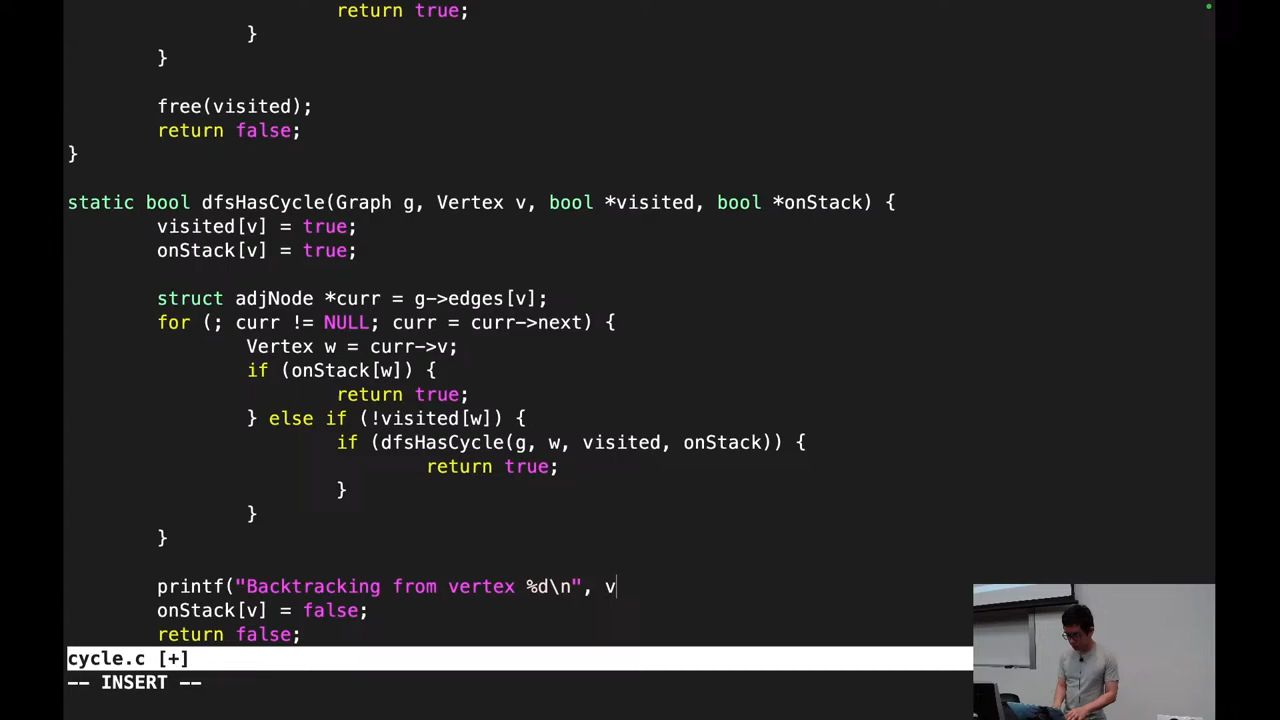 return true;
}
}
free(visited);
return false;
}
static bool dfsHasCycle(Graph g, Vertex v, bool *visited, bool *onStack) {
visited[v] = true;
onStack[v] = true;
struct adjNode *curr = g->edges[v];
for (; curr != NULL; curr = curr->next) {
Vertex w = curr->v;
if (onStack[w]) {
return true;
} else if (!visited[w]) {
if (dfsHasCycle(g, w, visited, onStack)) {
return true;
}
}
}
printf("Backtracking from vertex %d\n", v
onStack[v] = false;
return false;
cycle.c [+]
-- INSERT --